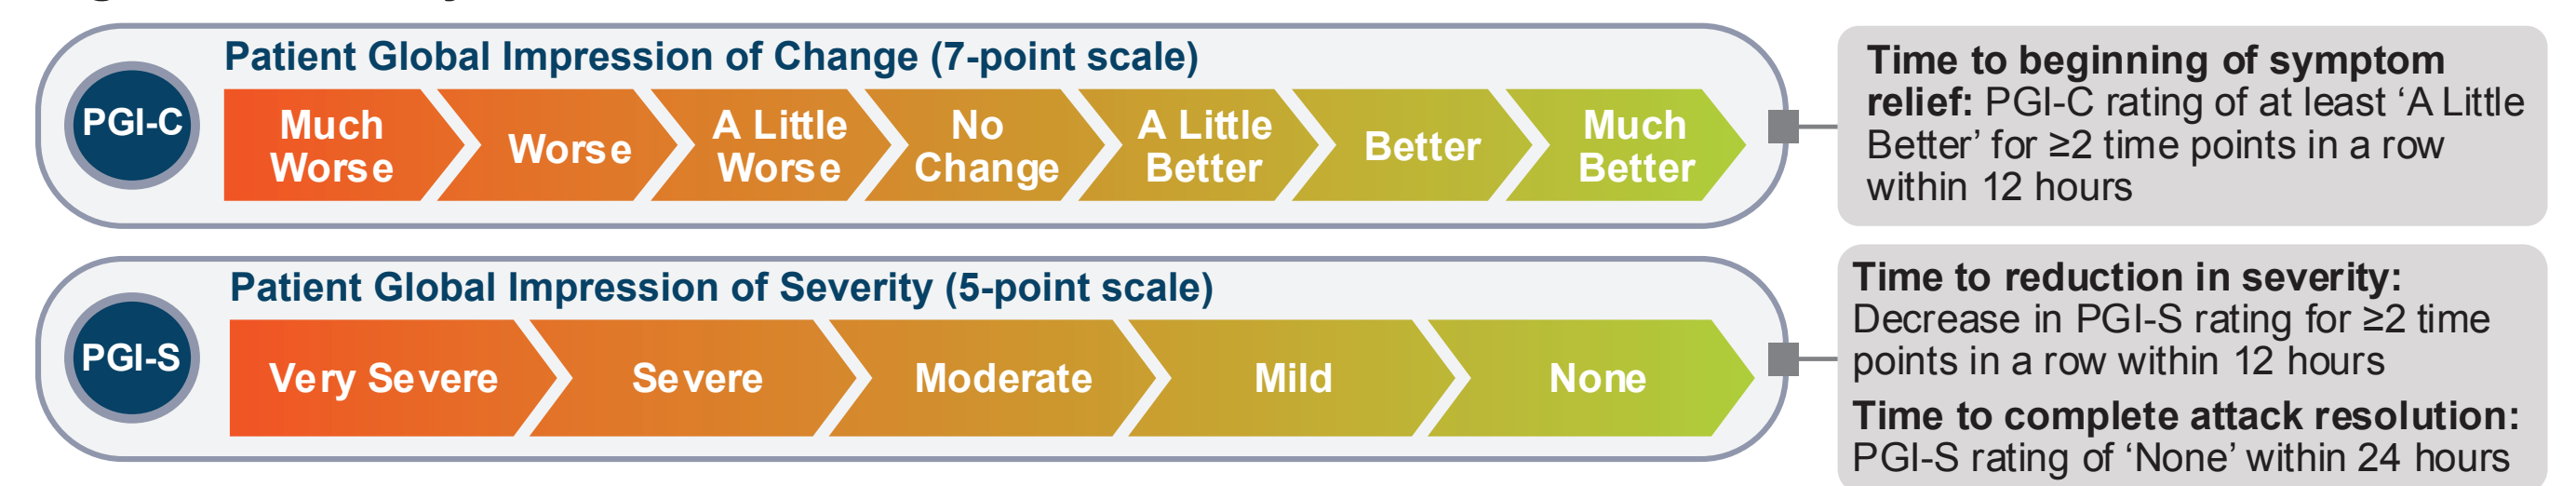 Patient Global Impression of Change (7-point scale)
PGI-C
Much
Worse
Worse
A Little
Worse
No
Change
A Little
Better
Better
Much
Better
Time to beginning of symptom
relief: PGI-C rating of at least ‘A Little
Better’ for ≥2 time points in a row
within 12 hours
Patient Global Impression of Severity (5-point scale)
PGI-S
Very Severe
Severe
Moderate
Mild
None
Time to reduction in severity:
Decrease in PGI-S rating for ≥2 time
points in a row within 12 hours
Time to complete attack resolution:
PGI-S rating of ‘None’ within 24 hours